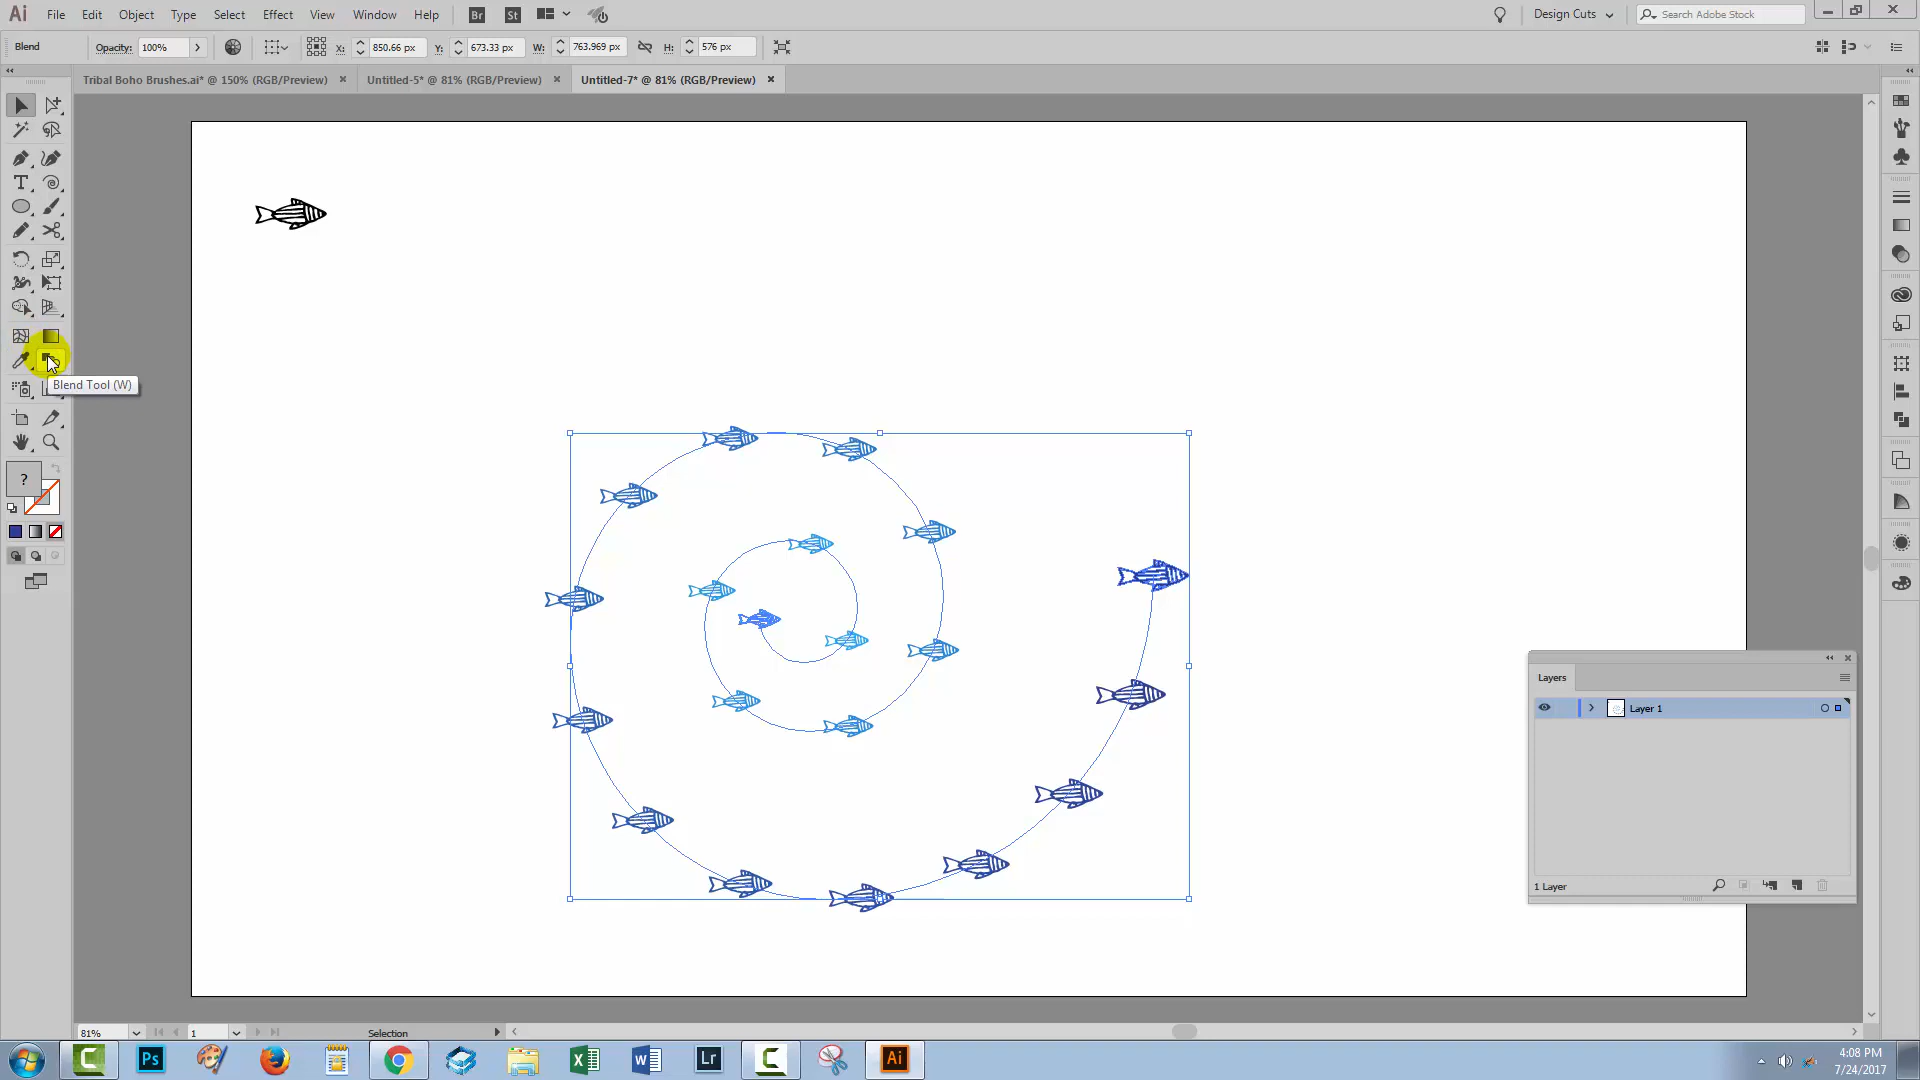 Ai File Edit Object Type Select Effect View Window Help Br St Design Cuts Search Adobe Stock
Blend Opacity: 100% X: 850.66 px Y: 673.33 px W: 763.969 px H: 576 px
Tribal Boho Brushes.ai* @ 150% (RGB/Preview) × Untitled-5* @ 81% (RGB/Preview) × Untitled-7* @ 81% (RGB/Preview) ×
T
Blend Tool (W)
?
Layers
Layer 1
1 Layer
81% 1 Selection
C Ps Lr C Ai
4:08 PM
7/24/2017